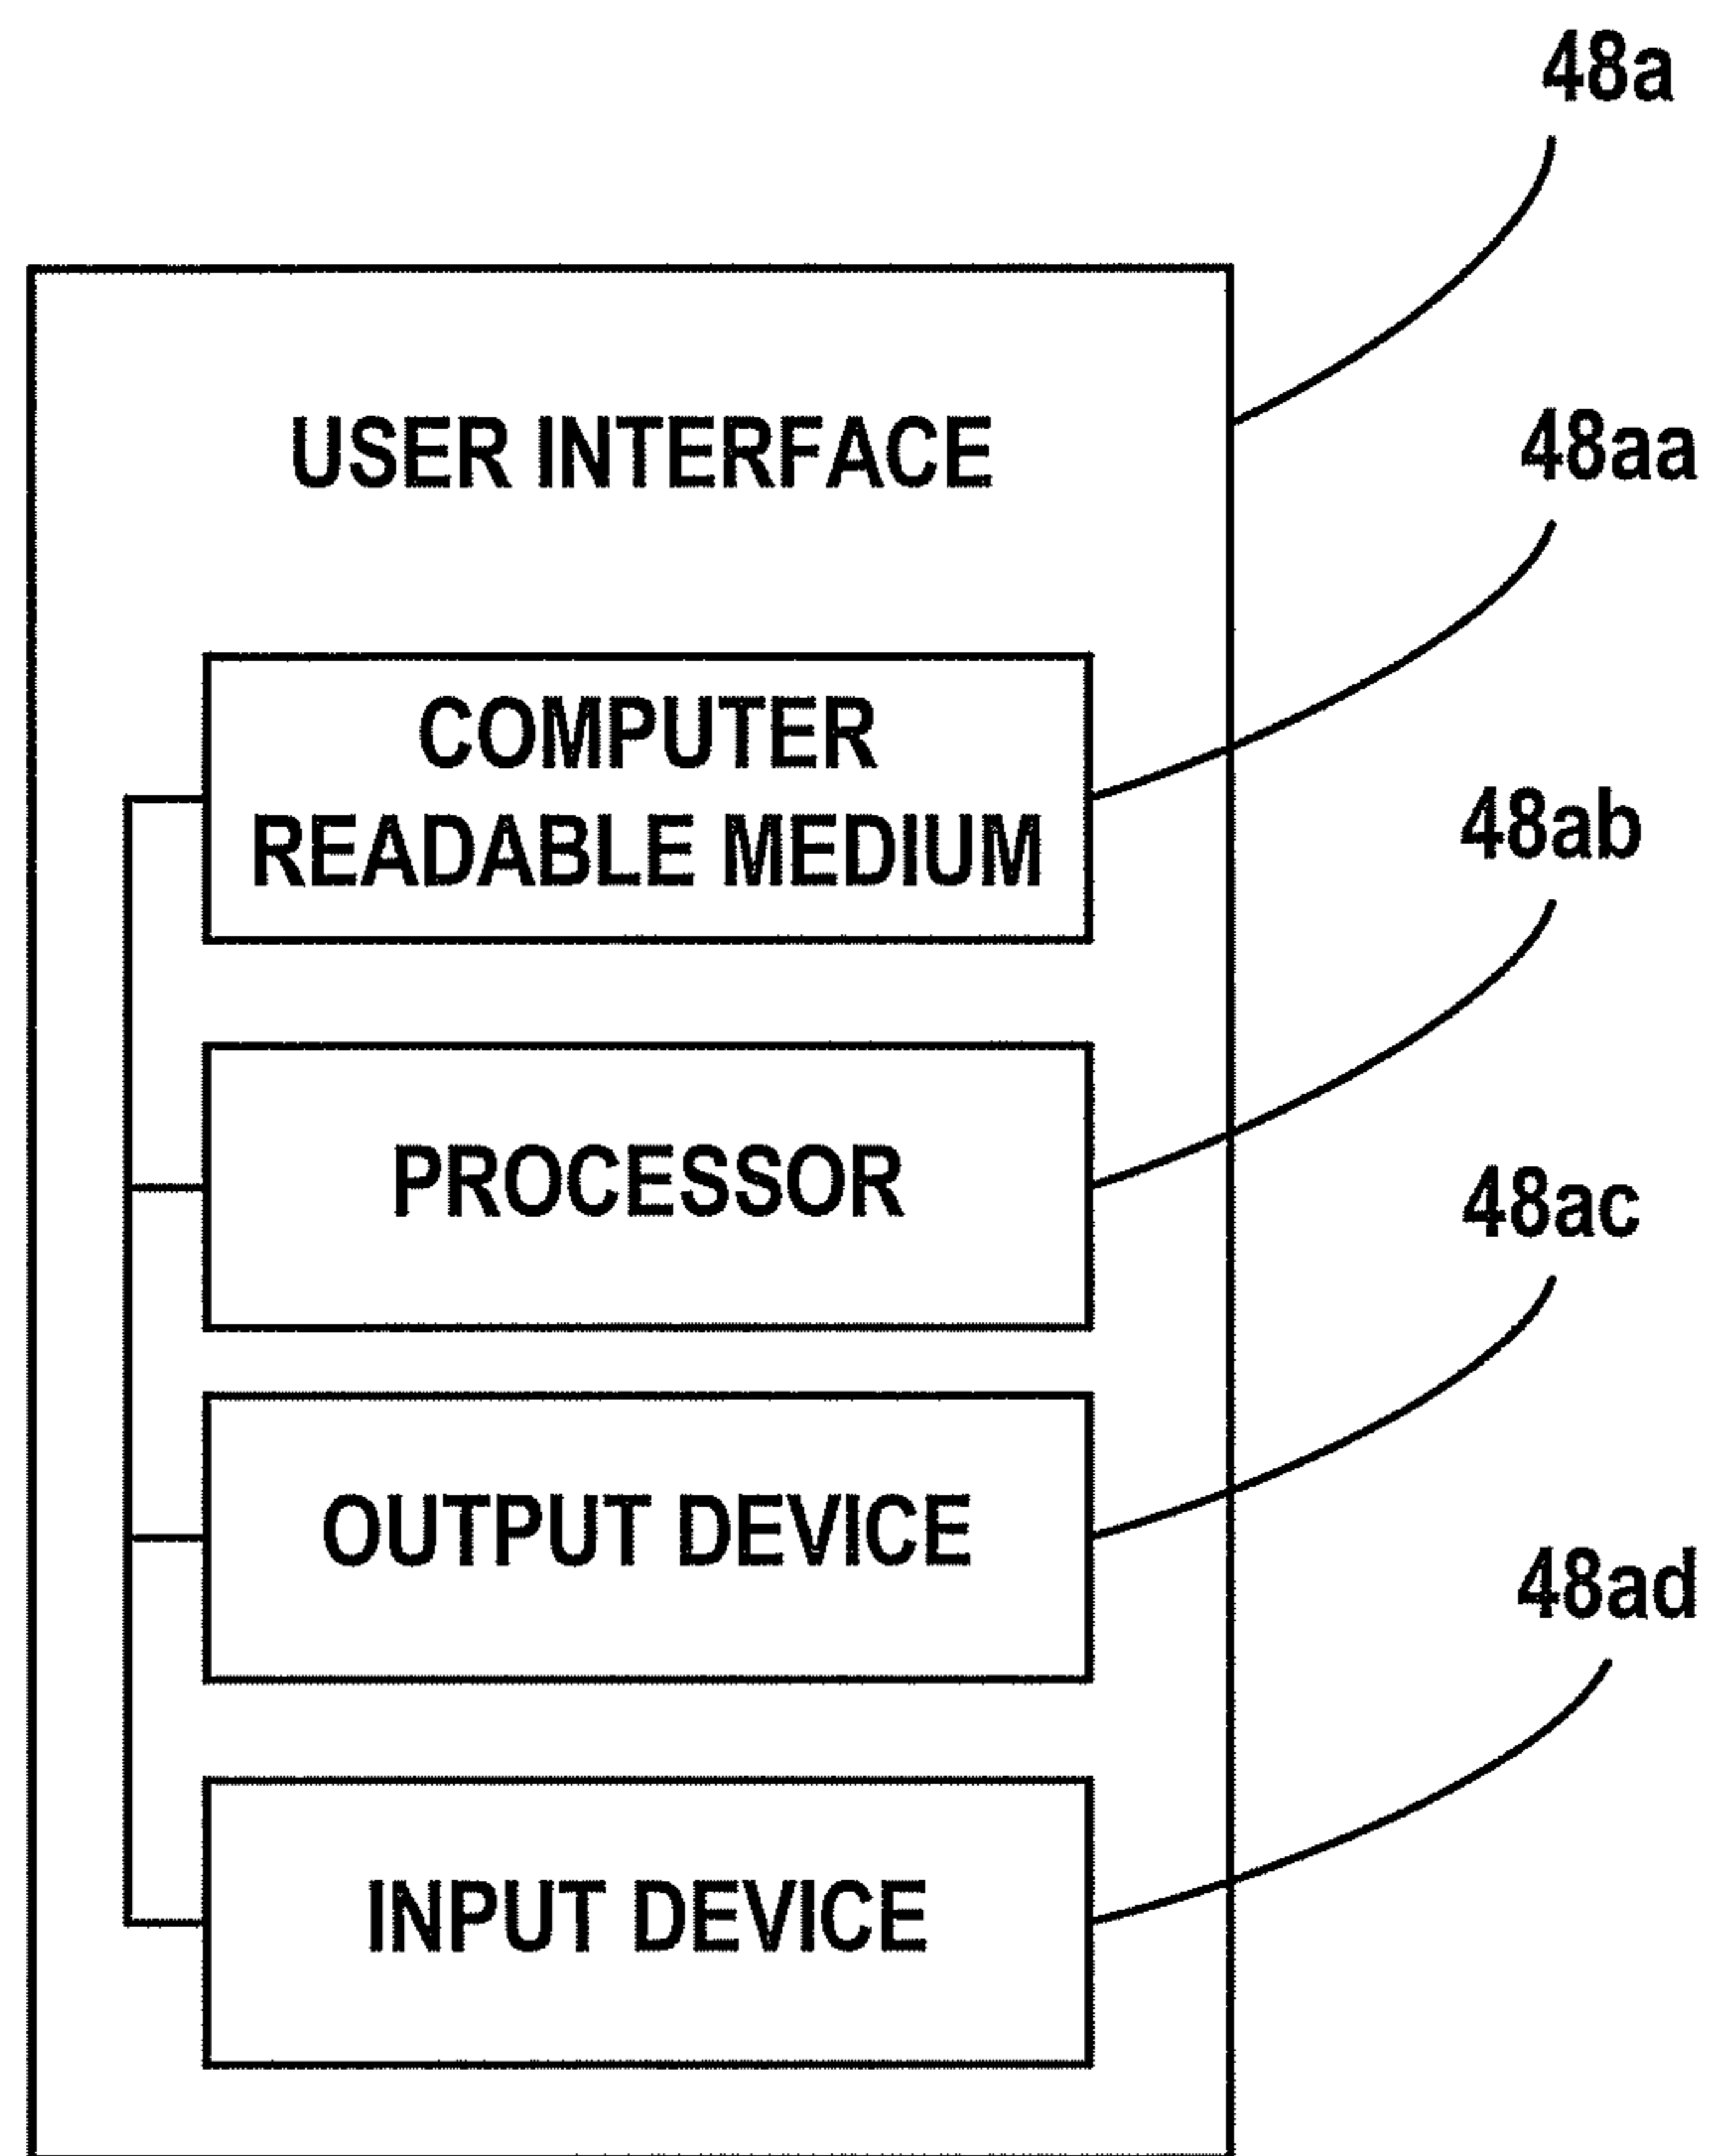 48a
USER INTERFACE
48aa
COMPUTER
READABLE MEDIUM
48ab
PROCESSOR
48ac
OUTPUT DEVICE
48ad
INPUT DEVICE